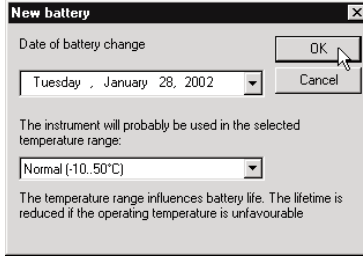 New battery
Date of battery change
OK
Tuesday , January 28, 2002
Cancel
The instrument will probably be used in the selected
temperature range:
Normal (-10..50°C)
The temperature range influences battery life. The lifetime is
reduced if the operating temperature is unfavourable